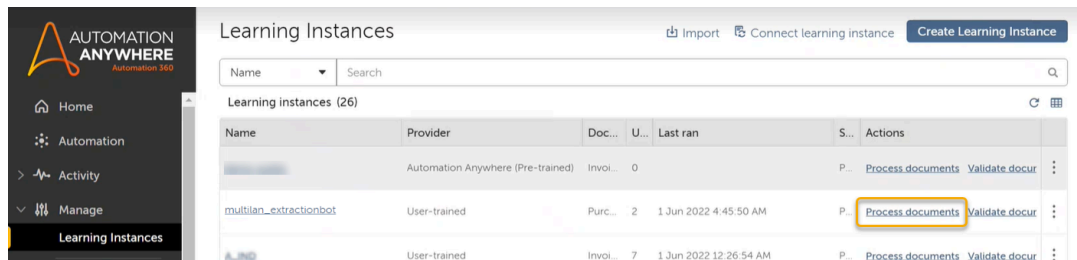 AUTOMATION
ANYWHERE
Automation 360
Home
Automation
Activity
Manage
Learning Instances
Learning Instances
Import Connect learning instance Create Learning Instance
Name Search
Learning instances (26)
Name Provider Doc... U... Last ran S... Actions
Automation Anywhere (Pre-trained) Invoi... 0 P... Process documents Validate docur
multilan_extractionbot User-trained Purc... 2 1 Jun 2022 4:45:50 AM P... Process documents Validate docur
User-trained Invoi... 7 1 Jun 2022 12:26:54 AM P... Process documents Validate docur